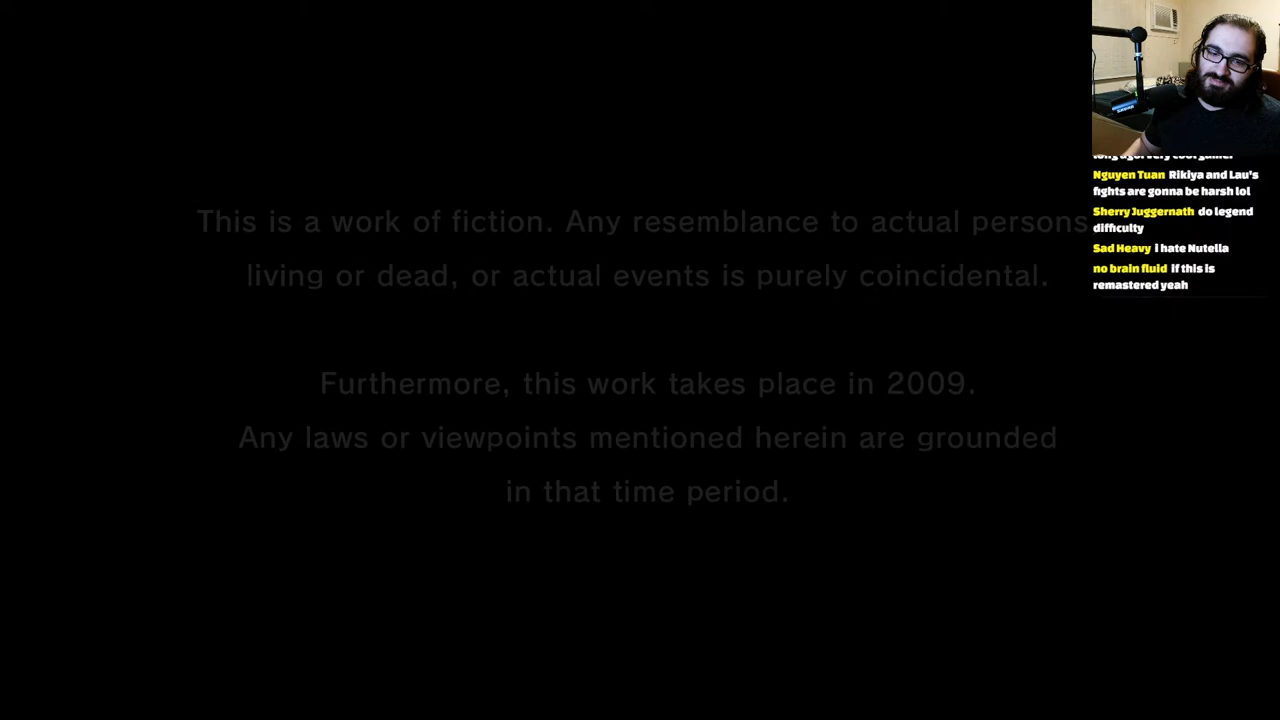 This is a work of fiction. Any resemblance to actual persons
living or dead, or actual events is purely coincidental.
Furthermore, this work takes place in 2009.
Any laws or viewpoints mentioned herein are grounded
in that time period.
Nguyen Tuan Rikiya and Lau's
fights are gonna be harsh lol
Sherry Juggernath do legend
difficulty
Sad Heavy i hate Nutella
no brain fluid if this is
remastered yeah